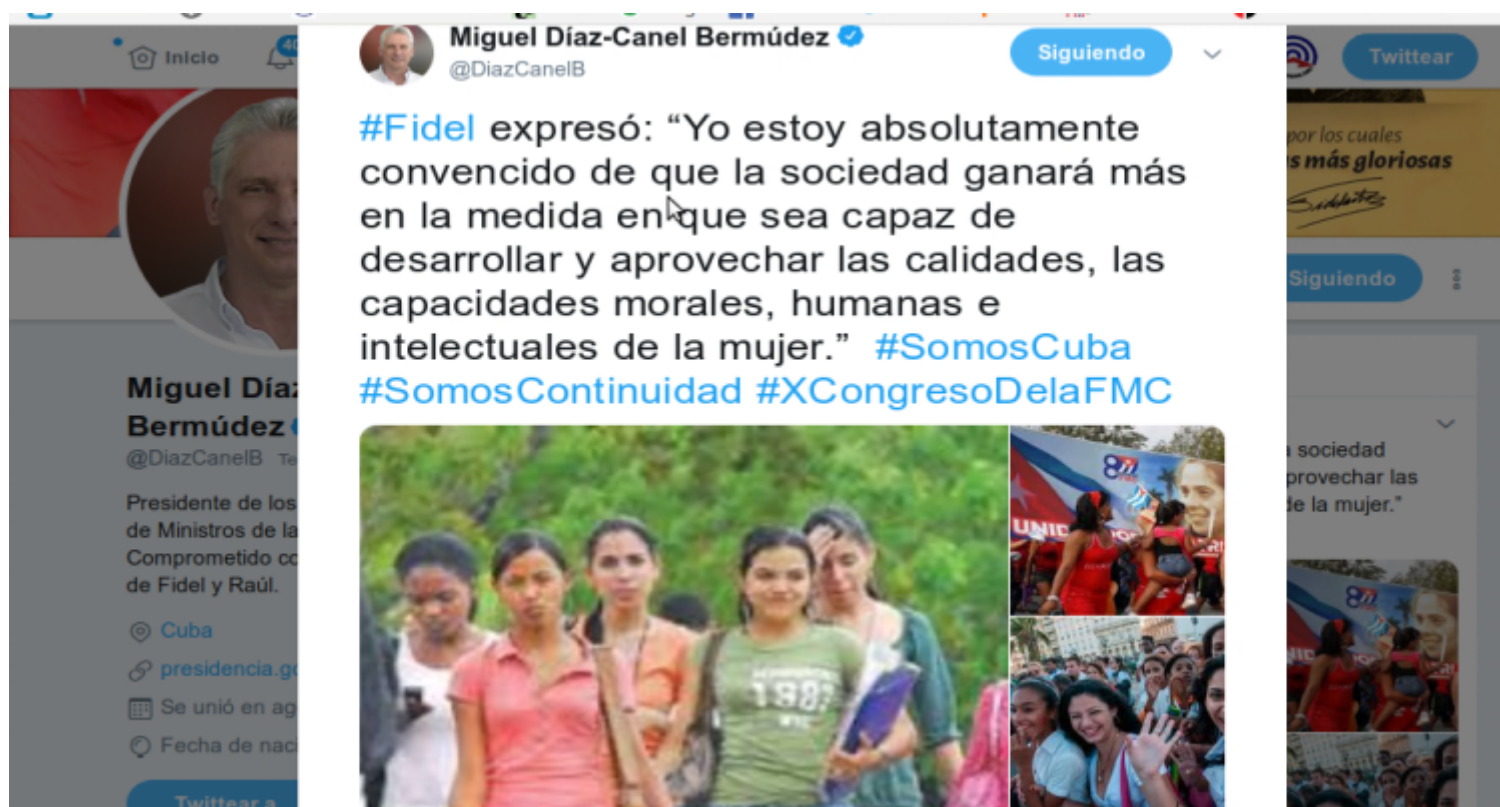 Inicio
Miguel Díaz-Canel Bermúdez
@DiazCanelB
Siguiendo
Twittear
#Fidel expresó: “Yo estoy absolutamente
convencido de que la sociedad ganará más
en la medida en que sea capaz de
desarrollar y aprovechar las calidades, las
capacidades morales, humanas e
intelectuales de la mujer.” #SomosCuba
#SomosContinuidad #XCongresoDelaFMC
por los cuales
más gloriosas
Siguiendo
Miguel Díaz
Bermúdez
@DiazCanelB
Presidente de los
de Ministros de la
Comprometido co
de Fidel y Raúl.
Cuba
presidencia.go
Se unió en ag
Fecha de naci
Twittear a
sociedad
provechar las
de la mujer.”
UNID
1987